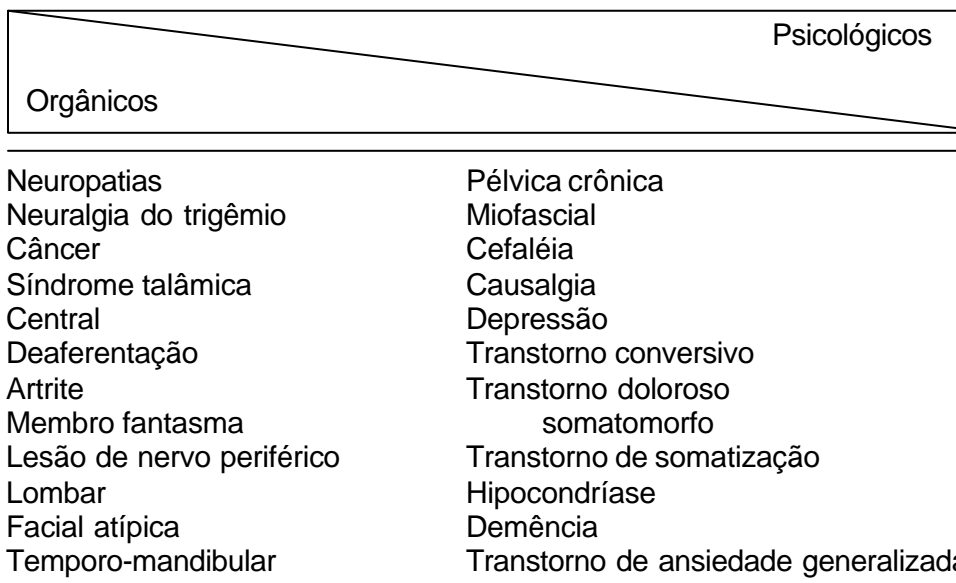 Psicológicos
Orgânicos
Neuropatias
Neuralgia do trigêmio
Câncer
Síndrome talâmica
Central
Deaferentação
Artrite
Membro fantasma
Lesão de nervo periférico
Lombar
Facial atípica
Temporo-mandibular
Pélvica crônica
Miofascial
Cefaléia
Causalgia
Depressão
Transtorno conversivo
Transtorno doloroso
somatomorfo
Transtorno de somatização
Hipocondríase
Demência
Transtorno de ansiedade generalizada